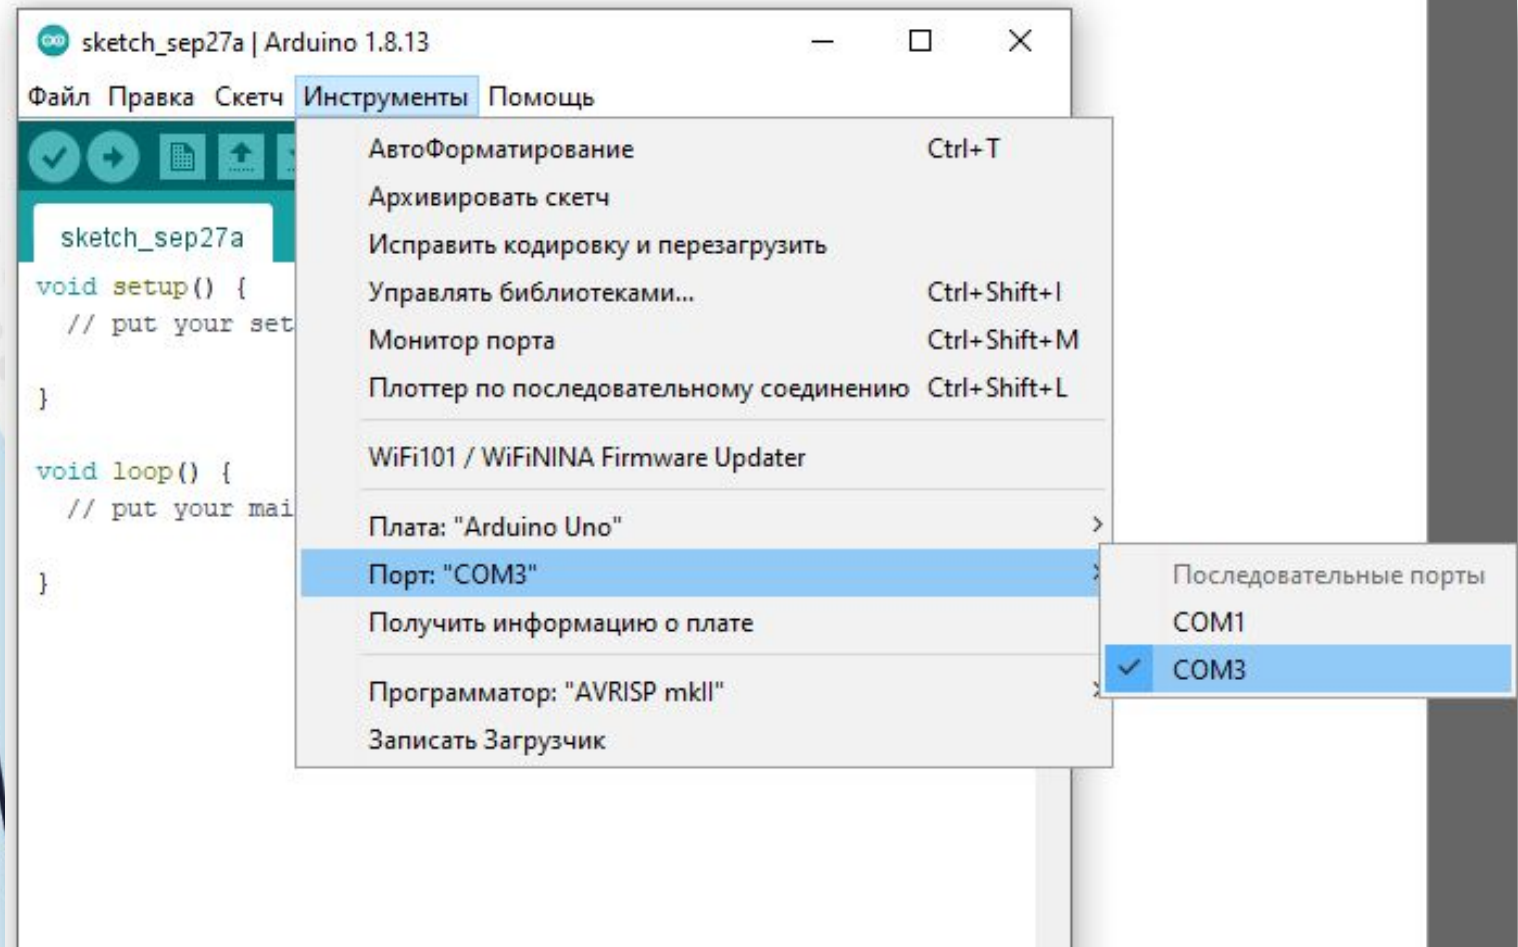 sketch_sep27a | Arduino 1.8.13
Файл Правка Скетч Инструменты Помощь
АвтоФорматирование Ctrl+T
Архивировать скетч
Исправить кодировку и перезагрузить
Управлять библиотеками... Ctrl+Shift+I
Монитор порта Ctrl+Shift+M
Плоттер по последовательному соединению Ctrl+Shift+L
WiFi101 / WiFiNINA Firmware Updater
Плата: "Arduino Uno"
Порт: "COM3"
Получить информацию о плате
Программатор: "AVRISP mkII"
Записать Загрузчик
Последовательные порты
COM1
COM3
sketch_sep27a
void setup() {
// put your set
}
void loop() {
// put your mai
}